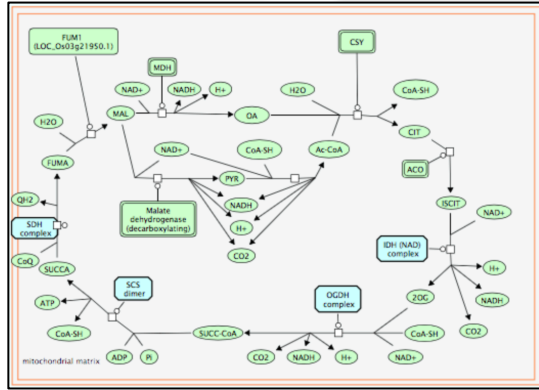 FUM1
(LOC_Os03g21950.1)
MDH
CSY
NAD+
NADH
H+
H2O
CoA-SH
MAL
OA
H2O
CIT
NAD+
CoA-SH
Ac-CoA
FUMA
ACO
PYR
QH2
NADH
ISCIT
Malate
dehydrogenase
(decarboxylating)
NAD+
SDH
complex
H+
IDH (NAD)
complex
CO2
CoQ
SUCCA
H+
SCS
dimer
OGDH
complex
2OG
NADH
ATP
CO2
CoA-SH
SUCC-CoA
CoA-SH
mitochondrial matrix
ADP
Pi
CO2
NADH
H+
NAD+